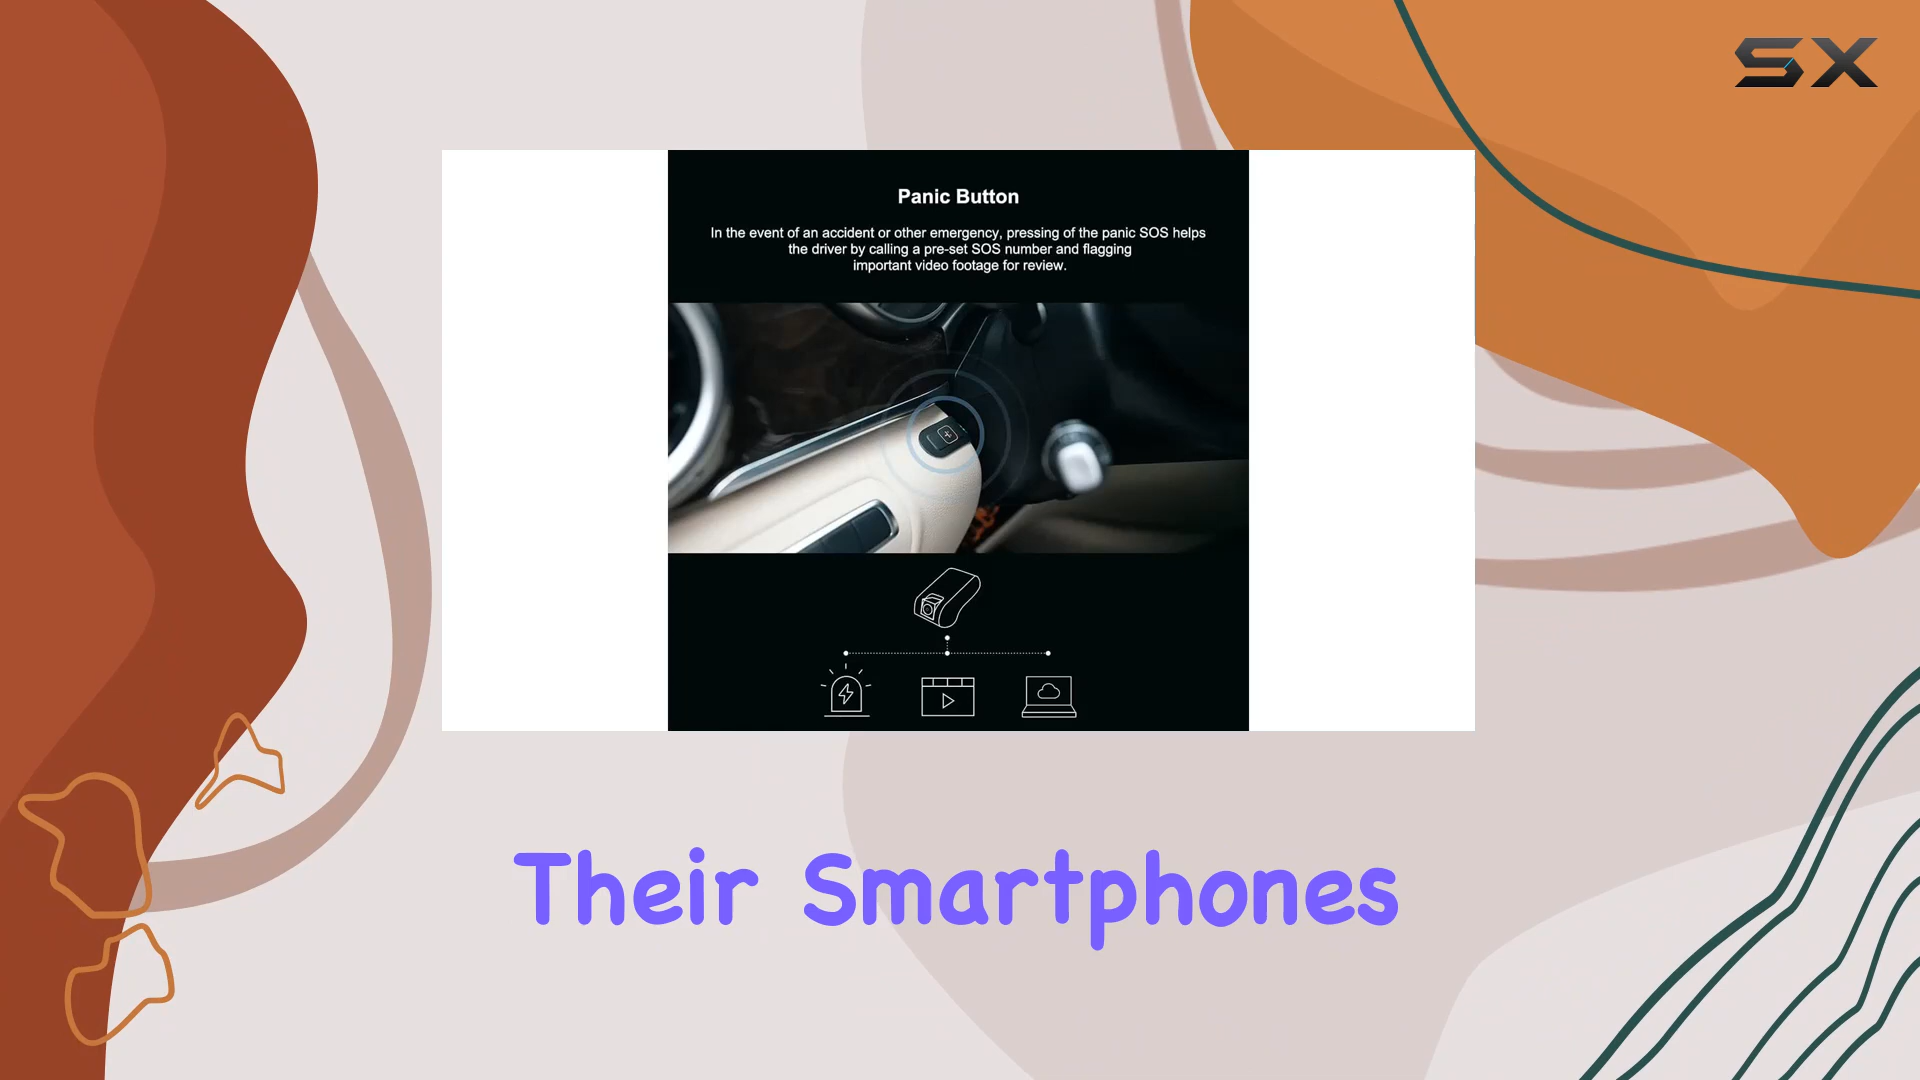 SX
Panic Button
In the event of an accident or other emergency, pressing of the panic SOS helps
the driver by calling a pre-set SOS number and flagging
important video footage for review.
Their Smartphones